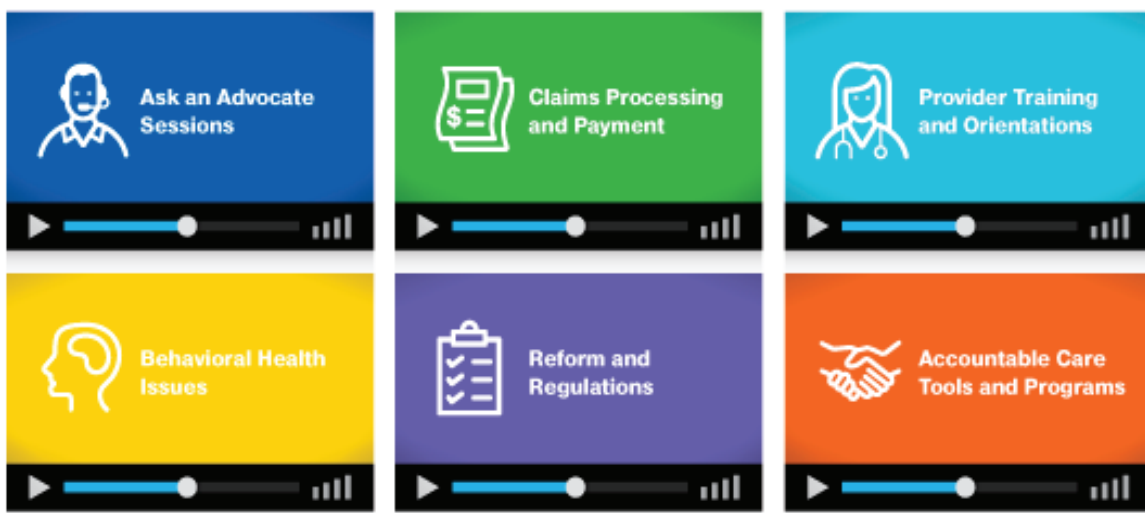 Ask an Advocate
Sessions
Claims Processing
and Payment
$
Provider Training
and Orientations
Behavioral Health
Issues
Reform and
Regulations
Accountable Care
Tools and Programs